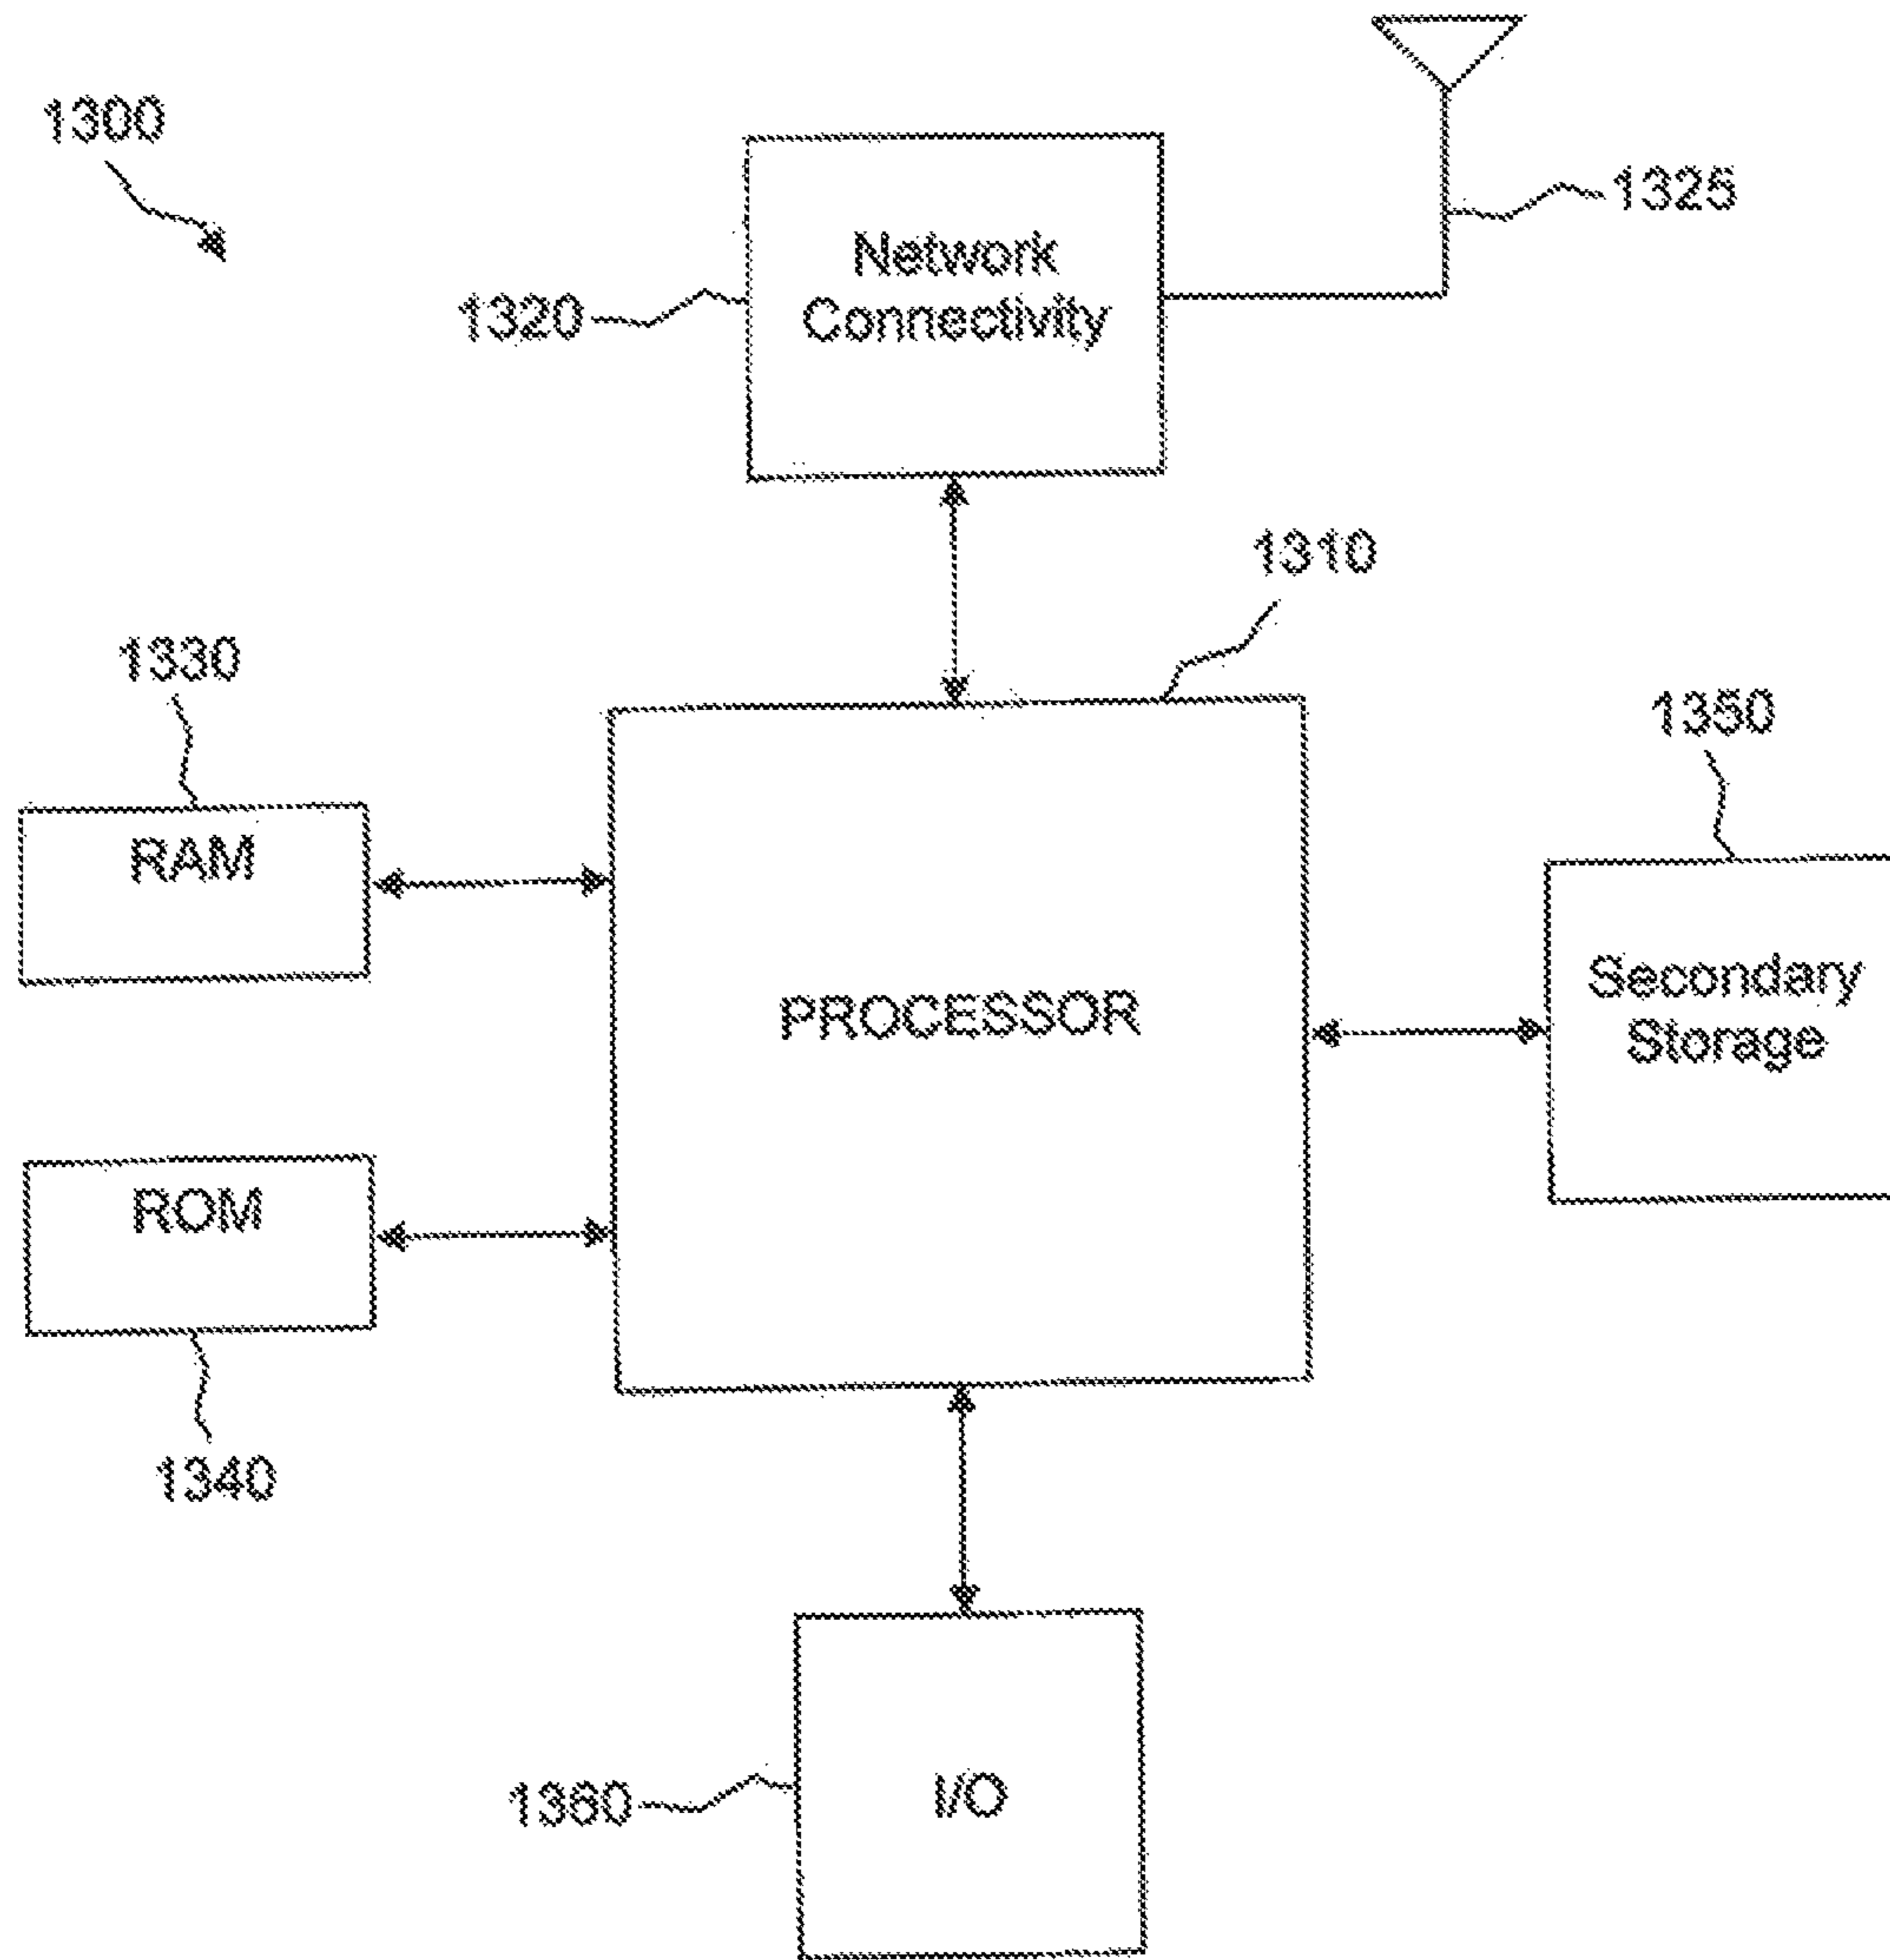 1300
1325
Network
1320
Connectivity
1310
1330
1350
RAM
Secondary
PROCESSOR
Storage
ROM
1340
1360
I/O